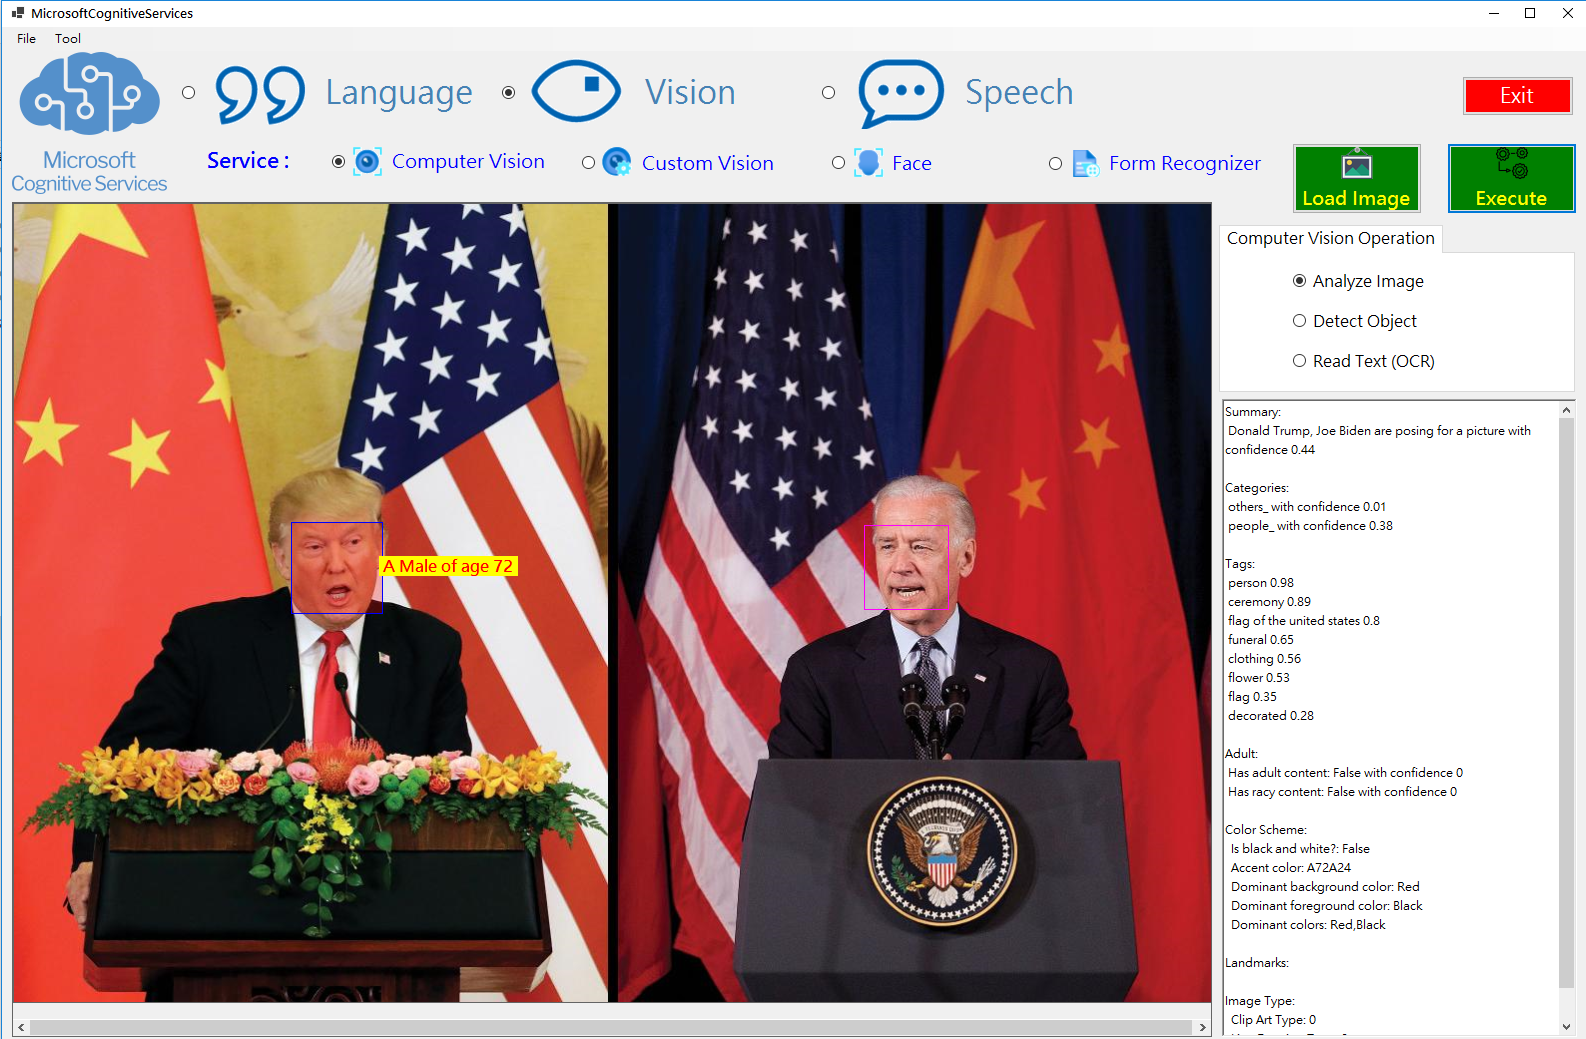 MicrosoftCognitiveServices
File Tool
Language
Vision
Speech
Exit
Microsoft
Cognitive Services
Service :
Computer Vision
Custom Vision
Face
Form Recognizer
Load Image
Execute
Computer Vision Operation
Analyze Image
Detect Object
Read Text (OCR)
A Male of age 72
Summary:
Donald Trump, Joe Biden are posing for a picture with
confidence 0.44
Categories:
others_ with confidence 0.01
people_ with confidence 0.38
Tags:
person 0.98
ceremony 0.89
flag of the united states 0.8
funeral 0.65
clothing 0.56
flower 0.53
flag 0.35
decorated 0.28
Adult:
Has adult content: False with confidence 0
Has racy content: False with confidence 0
Color Scheme:
Is black and white?: False
Accent color: A72A24
Dominant background color: Red
Dominant foreground color: Black
Dominant colors: Red,Black
Landmarks:
Image Type:
Clip Art Type: 0